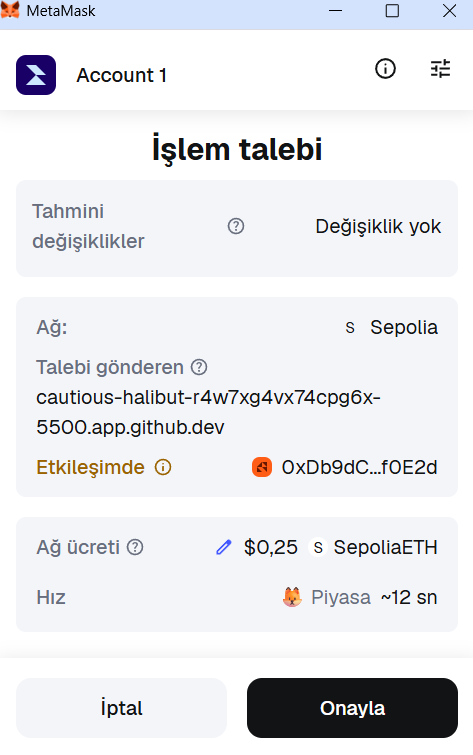 MetaMask
Account 1
İşlem talebi
Tahmini
değişiklikler
Değişiklik yok
Ağ:
S Sepolia
Talebi gönderen
cautious-halibut-r4w7xg4vx74cpg6x-
5500.app.github.dev
Etkileşimde 0xDb9dC...f0E2d
Ağ ücreti $0,25 S SepoliaETH
Hız Piyasa ~12 sn
İptal Onayla